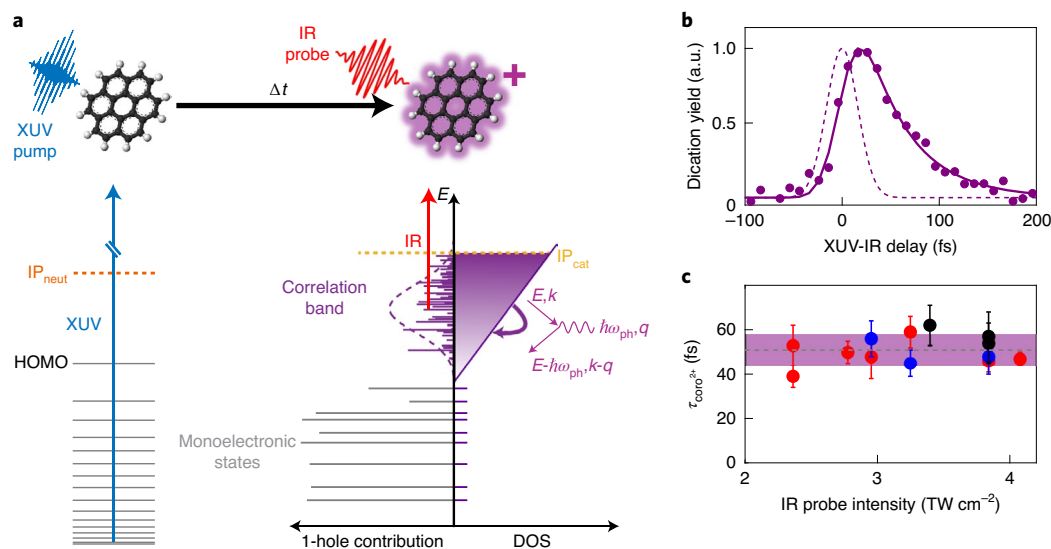 a
XUV
pump
Δt
IR
probe
+
IP_neut
XUV
HOMO
E
IR
IP_cat
Correlation
band
E,k
ħω_ph,q
E-ħω_ph,k-q
Monoelectronic
states
1-hole contribution
DOS
b
Dication yield (a.u.)
1.0
0.5
0
–100
0
100
200
XUV-IR delay (fs)
c
τ_coro²⁺ (fs)
60
40
20
0
2
3
4
IR probe intensity (TW cm⁻²)